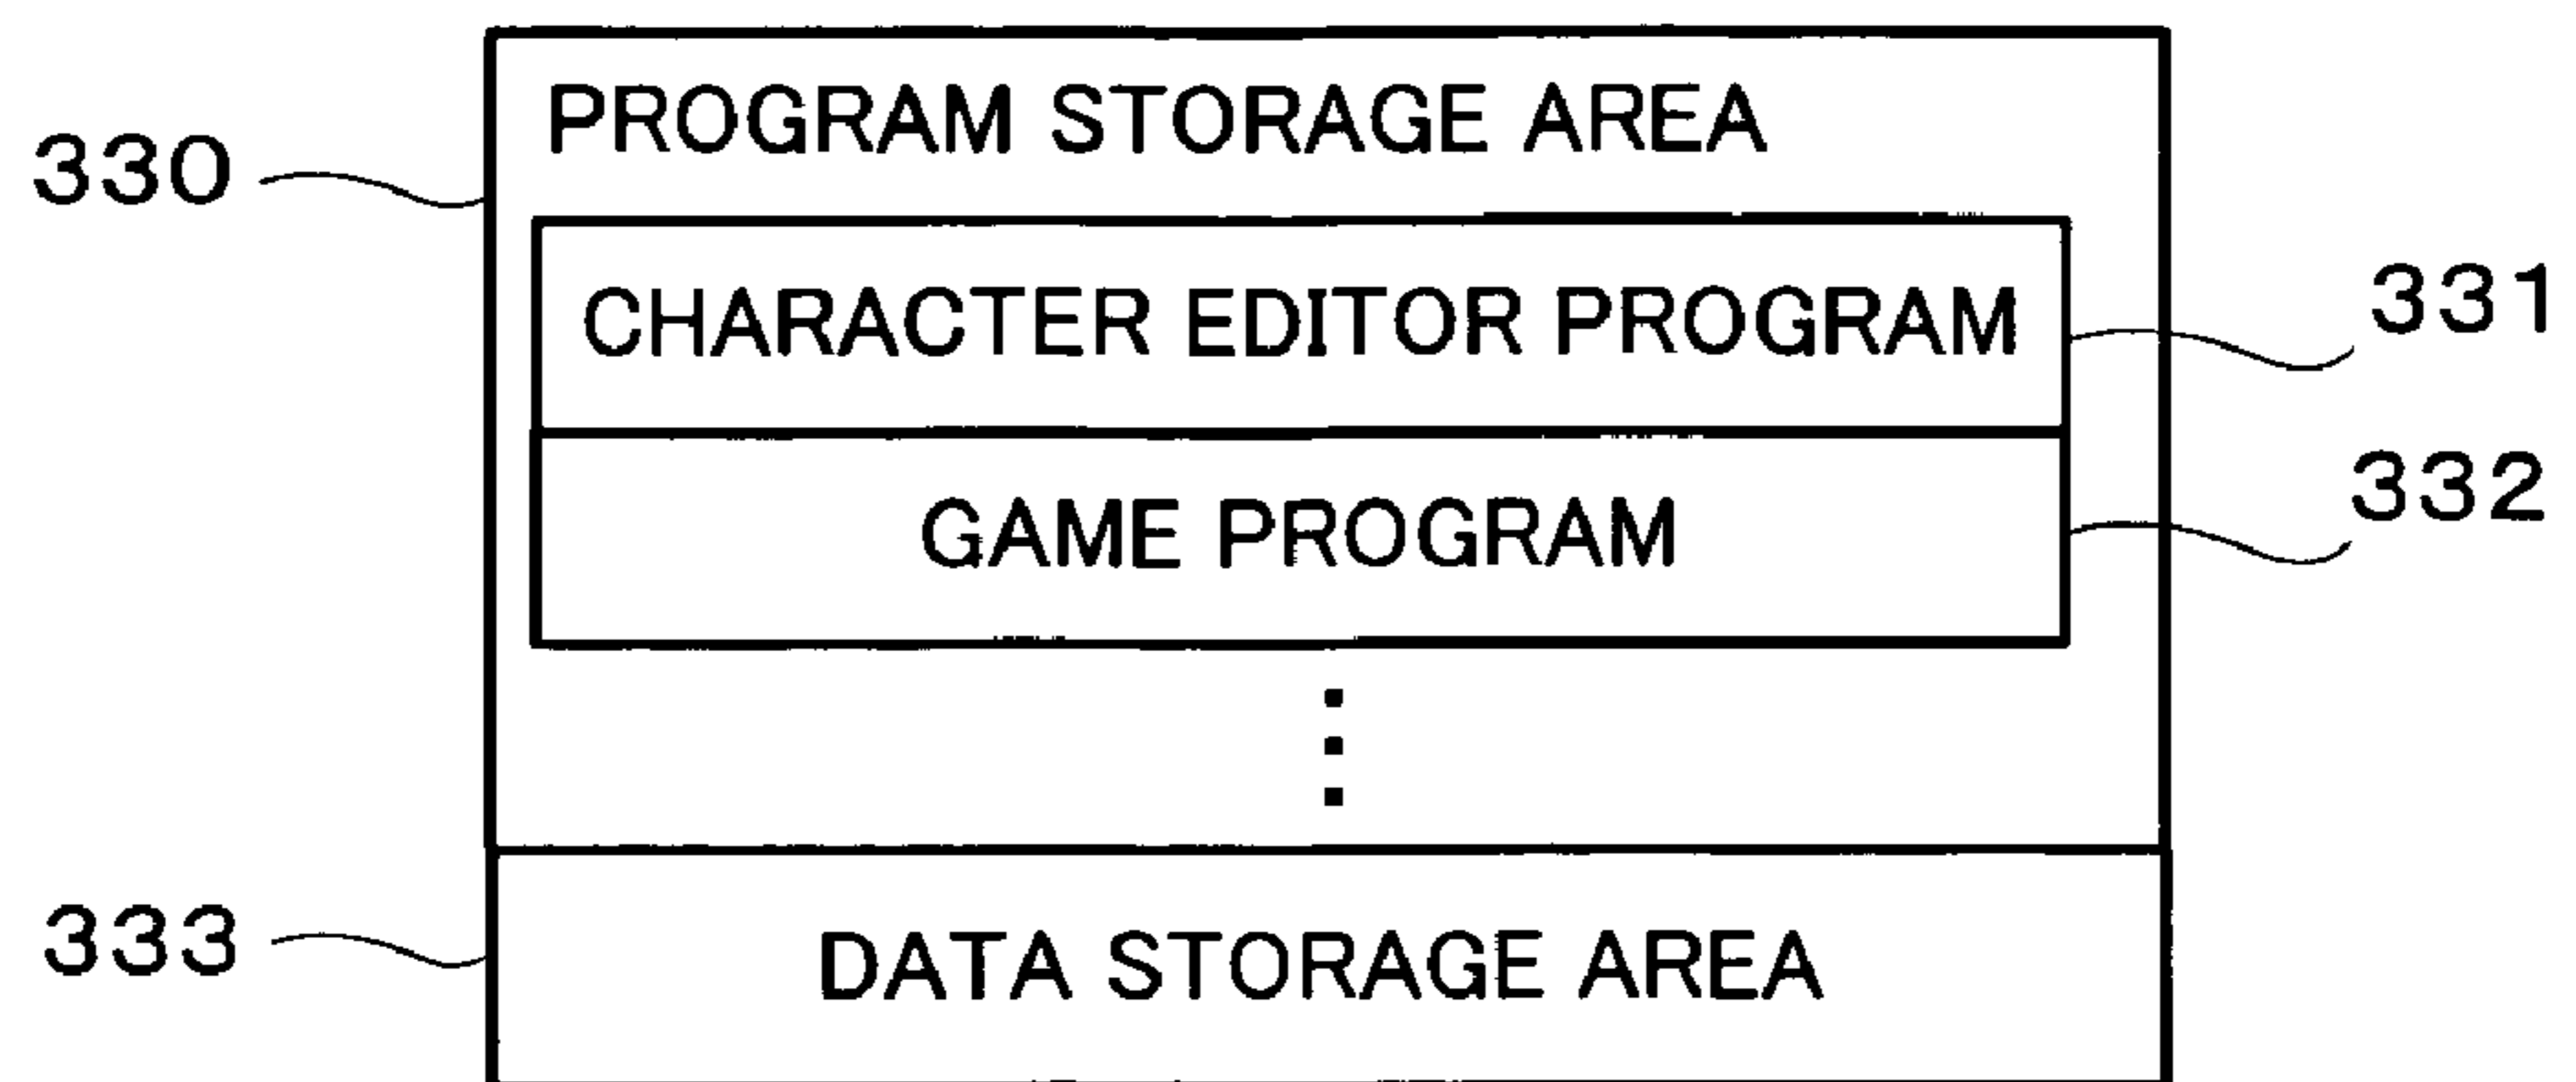 PROGRAM STORAGE AREA
330
CHARACTER EDITOR PROGRAM
331
GAME PROGRAM
332
DATA STORAGE AREA
333